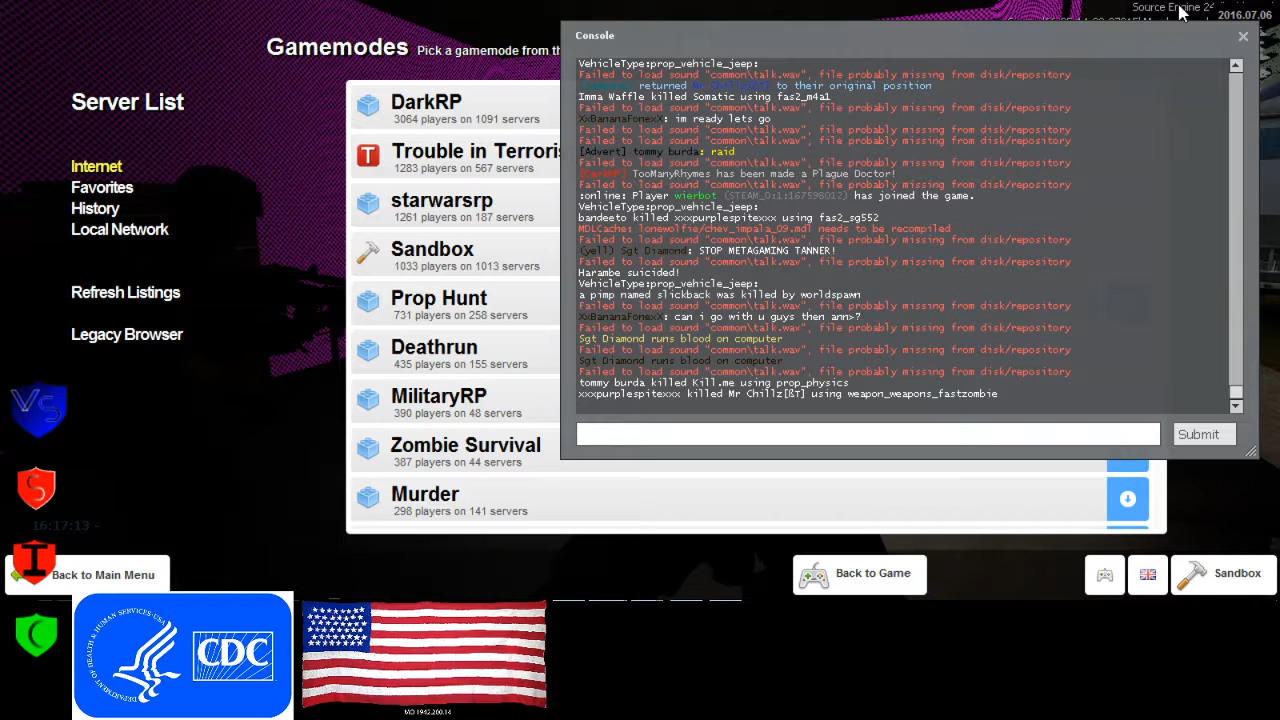 Source Engine 24
2016.07.06
Gamemodes Pick a gamemode from th
Server List
Internet
Favorites
History
Local Network
Refresh Listings
Legacy Browser
DarkRP
3064 players on 1091 servers
Trouble in Terroris
1283 players on 567 servers
starwarsrp
1261 players on 187 servers
Sandbox
1033 players on 1013 servers
Prop Hunt
731 players on 258 servers
Deathrun
435 players on 155 servers
MilitaryRP
390 players on 48 servers
Zombie Survival
387 players on 44 servers
Murder
298 players on 141 servers
Console
VehicleType:prop_vehicle_jeep:
Failed to load sound "common\talk.wav", file probably missing from disk/repository
returned to their original position
Imma Waffle killed Somatic using fas2_m4a1
Failed to load sound "common\talk.wav", file probably missing from disk/repository
XxBananaFonexX: im ready lets go
Failed to load sound "common\talk.wav", file probably missing from disk/repository
Failed to load sound "common\talk.wav", file probably missing from disk/repository
[Advert] tommy burda: raid
Failed to load sound "common\talk.wav", file probably missing from disk/repository
[DarkRP] TooManyRhymes has been made a Plague Doctor!
Failed to load sound "common\talk.wav", file probably missing from disk/repository
:online: Player wierbot (STEAM_0:1:167598012) has joined the game.
VehicleType:prop_vehicle_jeep:
bandeeto killed xxxpurplespitexxx using fas2_sg552
MDLCache: lonewolfie/chev_impala_09.mdl needs to be recompiled
Failed to load sound "common\talk.wav", file probably missing from disk/repository
(yell) Sgt Diamond: STOP METAGAMING TANNER!
Failed to load sound "common\talk.wav", file probably missing from disk/repository
Harambe suicided!
VehicleType:prop_vehicle_jeep:
a pimp named slickback was killed by worldspawn
Failed to load sound "common\talk.wav", file probably missing from disk/repository
XxBananaFonexX: can i go with u guys then ann>?
Failed to load sound "common\talk.wav", file probably missing from disk/repository
Sgt Diamond runs blood on computer
Failed to load sound "common\talk.wav", file probably missing from disk/repository
Sgt Diamond runs blood on computer
Failed to load sound "common\talk.wav", file probably missing from disk/repository
tommy burda killed Kill.me using prop_physics
xxxpurplespitexxx killed Mr Chillz[ßT] using weapon_weapons_fastzombie
Submit
VS
S
16:17:13 -
I
Back to Main Menu
Back to Game
Sandbox
DEPARTMENT OF HEALTH & HUMAN SERVICES·USA
CDC